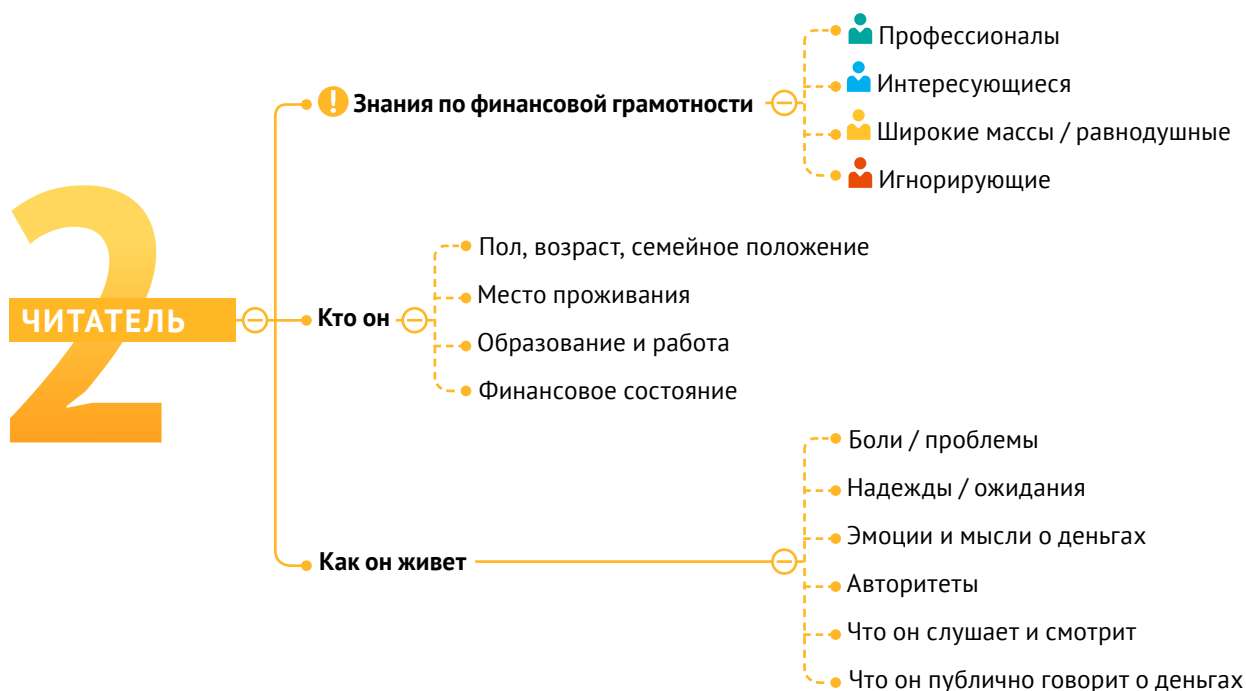 2
ЧИТАТЕЛЬ
! Знания по финансовой грамотности
Профессионалы
Интересующиеся
Широкие массы / равнодушные
Игнорирующие
Кто он
Пол, возраст, семейное положение
Место проживания
Образование и работа
Финансовое состояние
Как он живет
Боли / проблемы
Надежды / ожидания
Эмоции и мысли о деньгах
Авторитеты
Что он слушает и смотрит
Что он публично говорит о деньгах